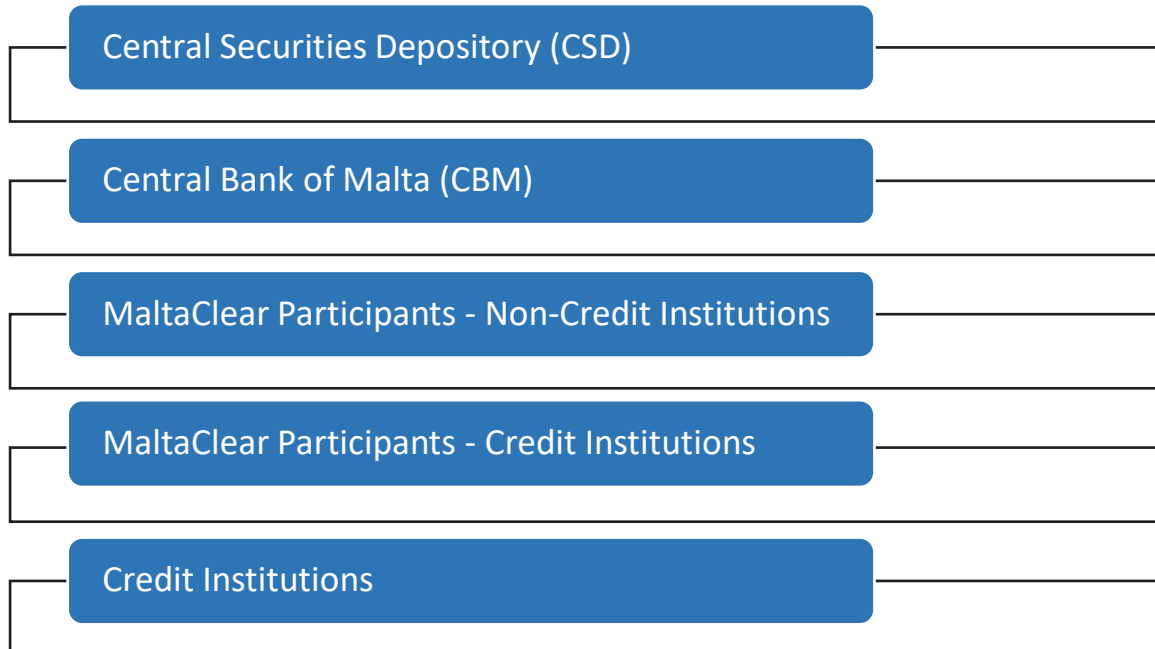 Central Securities Depository (CSD)
Central Bank of Malta (CBM)
MaltaClear Participants - Non-Credit Institutions
MaltaClear Participants - Credit Institutions
Credit Institutions